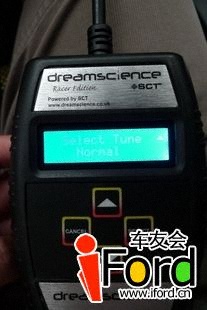 dreamscience
Racer Edition
Powered by SCT
www.dreamscience.co.uk
SCT
Select Tune
Normal
CANCEL
车友会
iFord
www.iford.cn
dreamscience